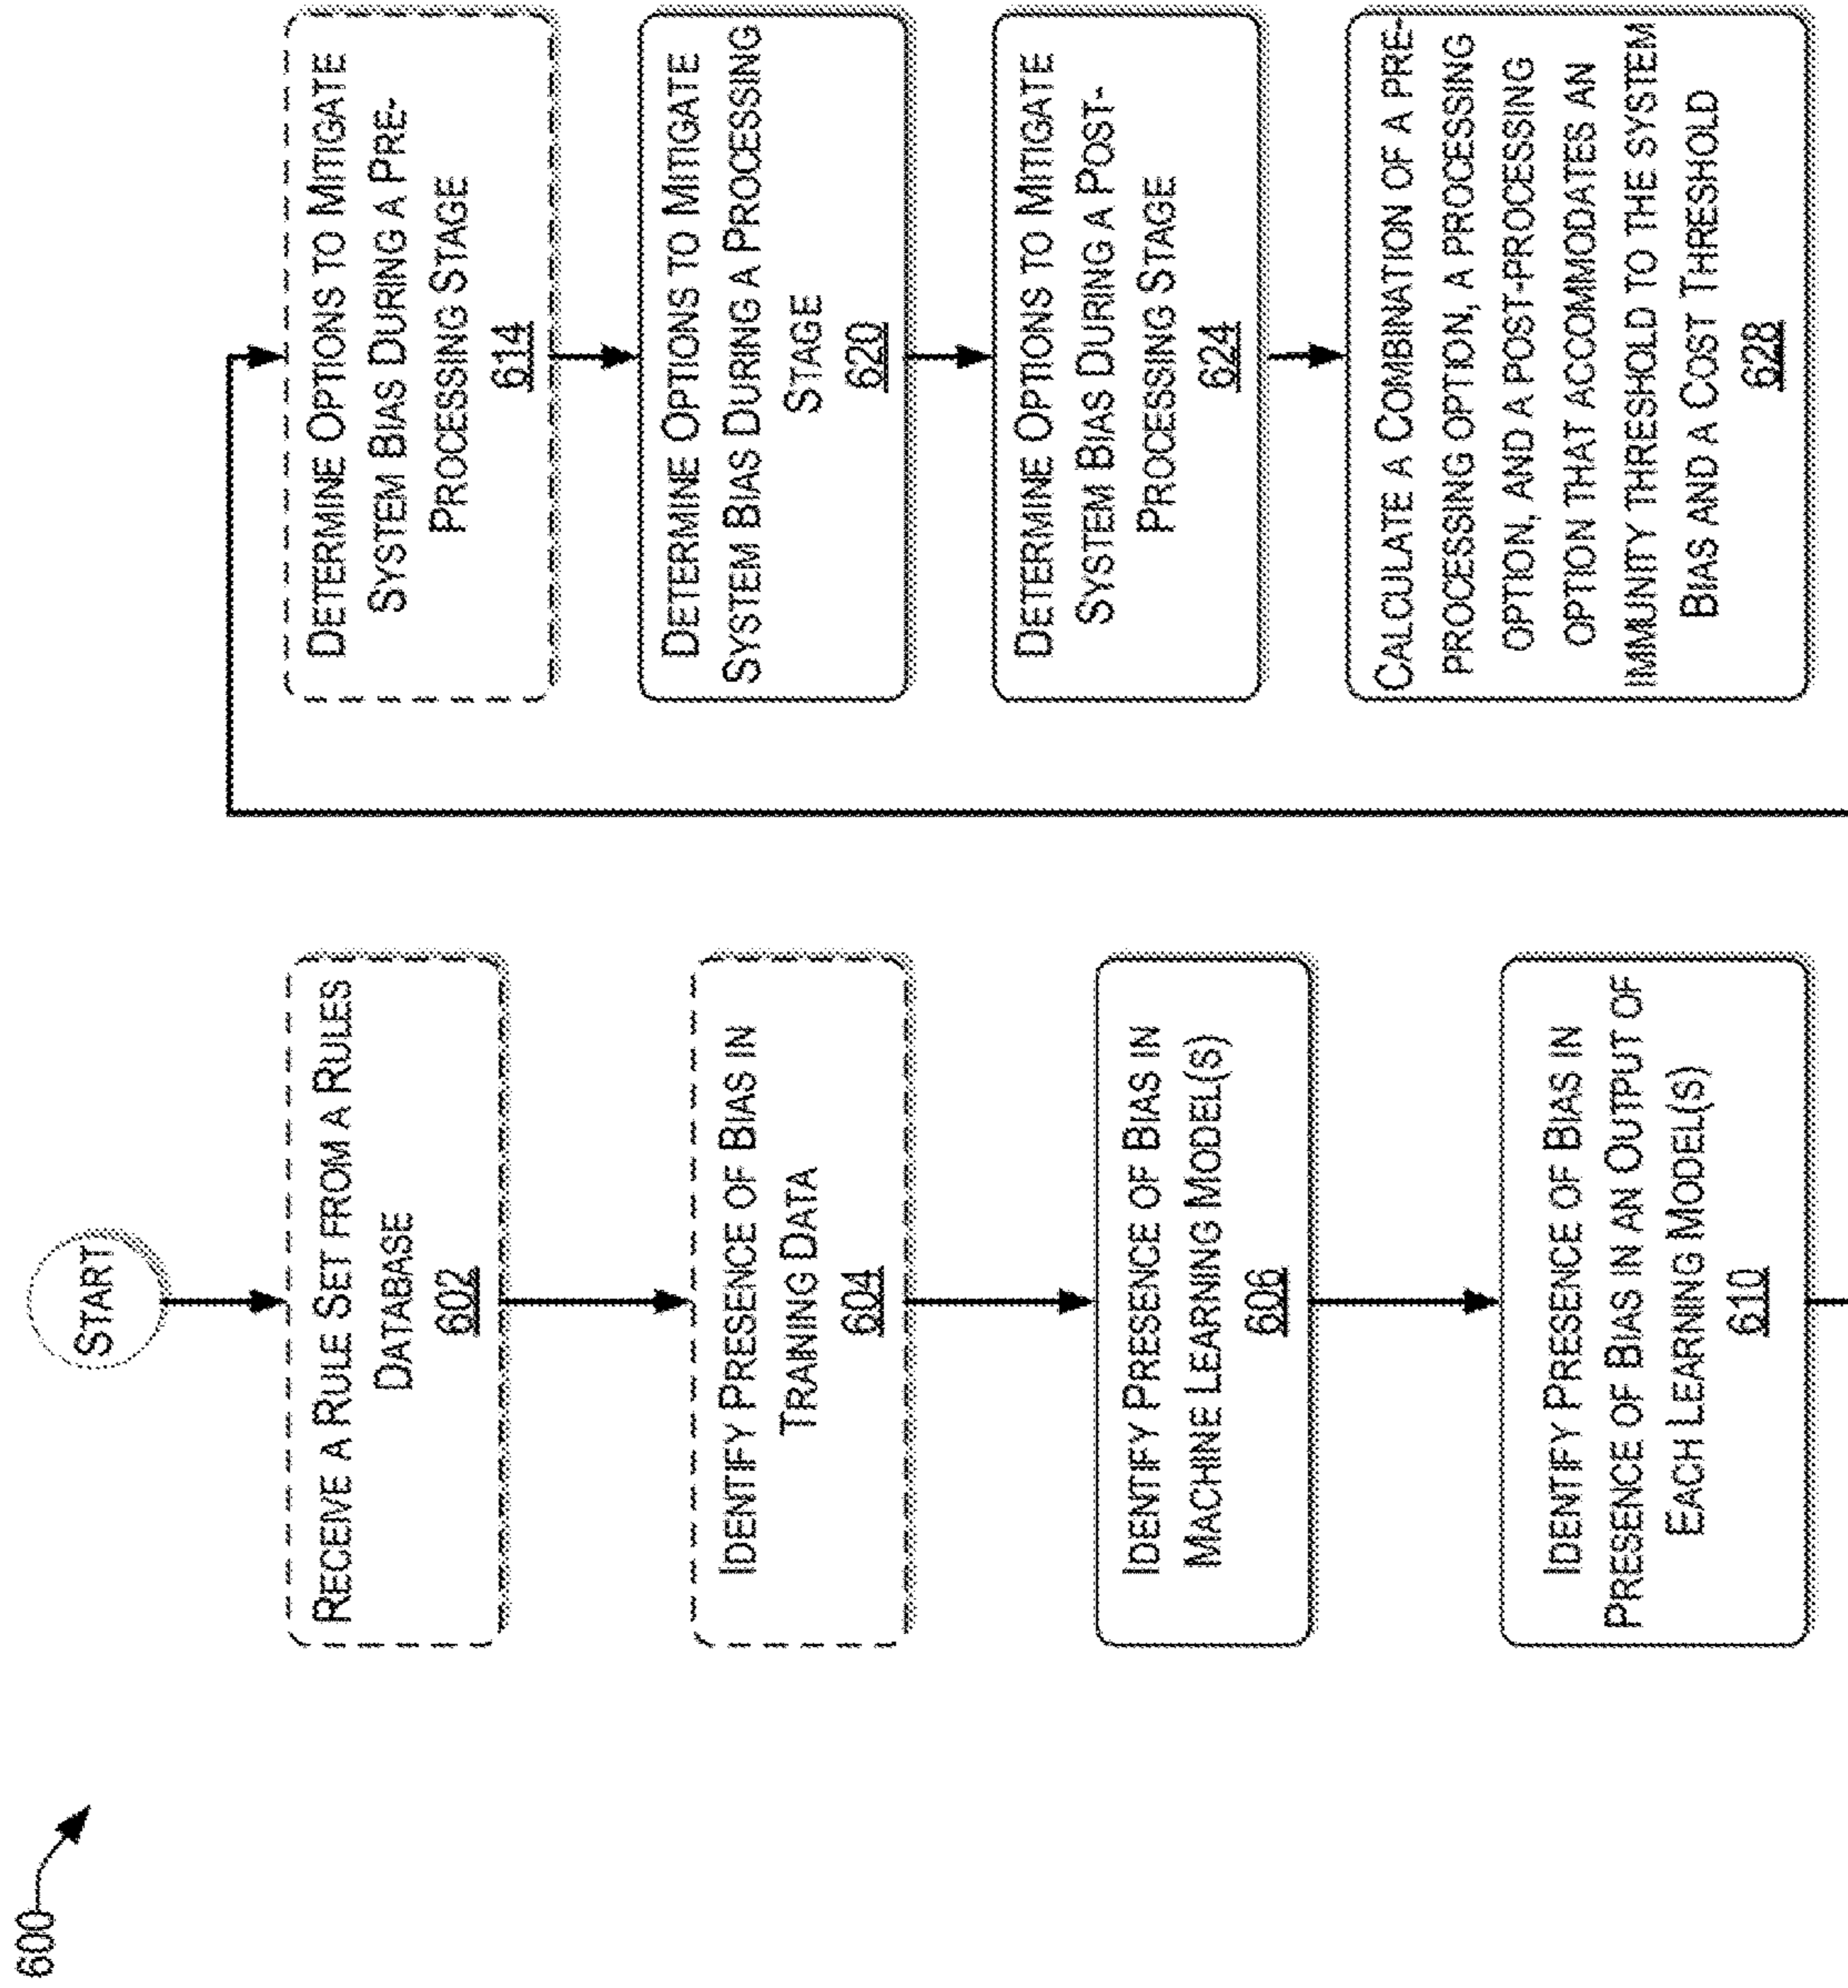 600
START
RECEIVE A RULE SET FROM A RULES
DATABASE
602
IDENTIFY PRESENCE OF BIAS IN
TRAINING DATA
604
IDENTIFY PRESENCE OF BIAS IN
MACHINE LEARNING MODEL(S)
606
IDENTIFY PRESENCE OF BIAS IN
PRESENCE OF BIAS IN AN OUTPUT OF
EACH LEARNING MODEL(S)
610
DETERMINE OPTIONS TO MITIGATE
SYSTEM BIAS DURING A PRE-
PROCESSING STAGE
614
DETERMINE OPTIONS TO MITIGATE
SYSTEM BIAS DURING A PROCESSING
STAGE
620
DETERMINE OPTIONS TO MITIGATE
SYSTEM BIAS DURING A POST-
PROCESSING STAGE
624
CALCULATE A COMBINATION OF A PRE-
PROCESSING OPTION, A PROCESSING
OPTION, AND A POST-PROCESSING
OPTION THAT ACCOMMODATES AN
IMMUNITY THRESHOLD TO THE SYSTEM
BIAS AND A COST THRESHOLD
628